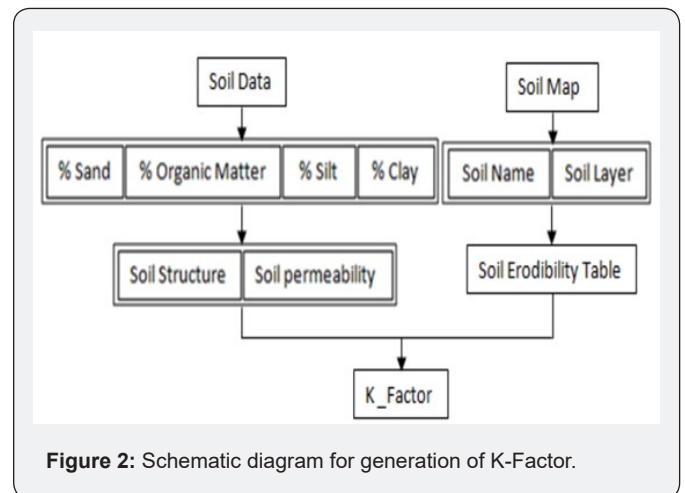 Soil Data
Soil Map
% Sand % Organic Matter % Silt % Clay
Soil Name Soil Layer
Soil Structure Soil permeability
Soil Erodibility Table
K_Factor
Figure 2: Schematic diagram for generation of K-Factor.